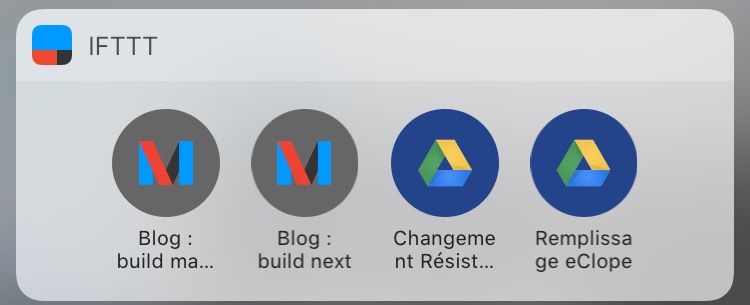 IFTTT
Blog :
build ma...
Blog :
build next
Changeme
nt Résist...
Remplissa
ge eClope